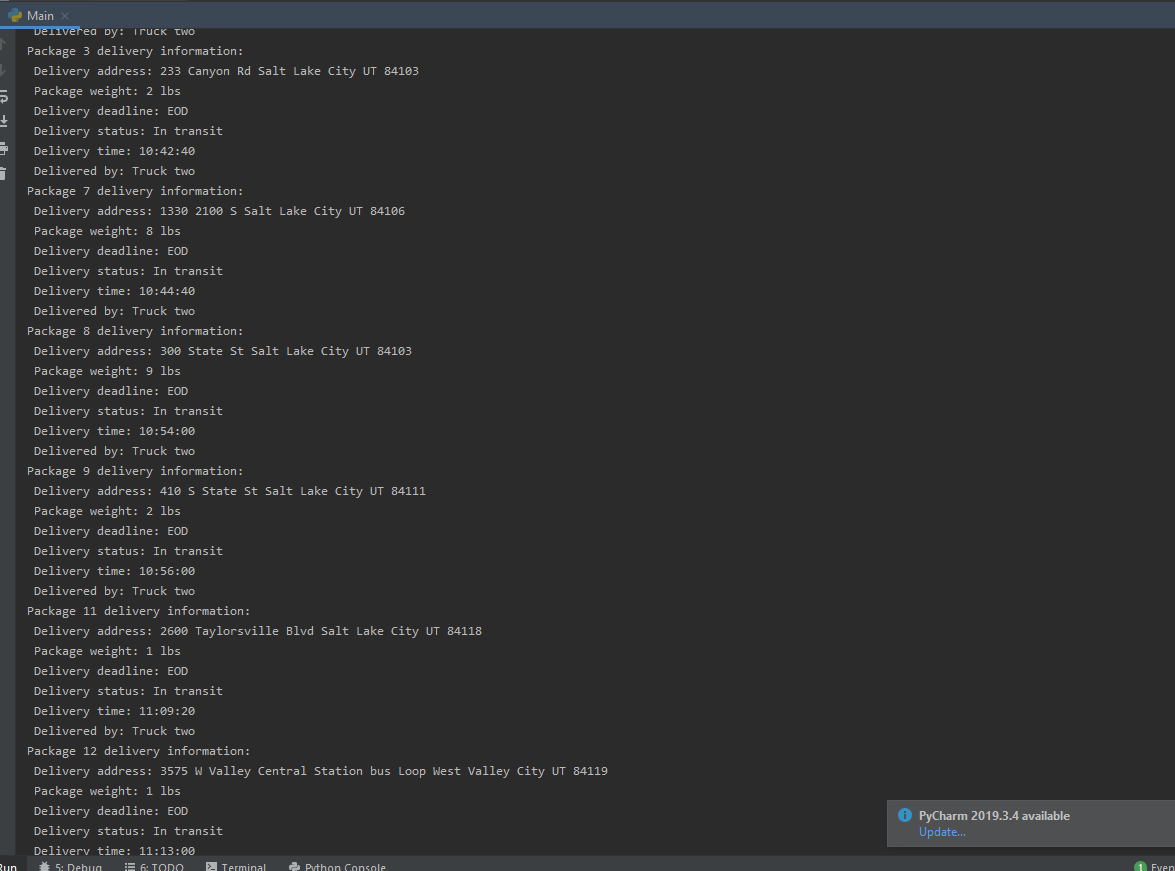 Main
Delivered by: Truck two
Package 3 delivery information:
Delivery address: 233 Canyon Rd Salt Lake City UT 84103
Package weight: 2 lbs
Delivery deadline: EOD
Delivery status: In transit
Delivery time: 10:42:40
Delivered by: Truck two
Package 7 delivery information:
Delivery address: 1330 2100 S Salt Lake City UT 84106
Package weight: 8 lbs
Delivery deadline: EOD
Delivery status: In transit
Delivery time: 10:44:40
Delivered by: Truck two
Package 8 delivery information:
Delivery address: 300 State St Salt Lake City UT 84103
Package weight: 9 lbs
Delivery deadline: EOD
Delivery status: In transit
Delivery time: 10:54:00
Delivered by: Truck two
Package 9 delivery information:
Delivery address: 410 S State St Salt Lake City UT 84111
Package weight: 2 lbs
Delivery deadline: EOD
Delivery status: In transit
Delivery time: 10:56:00
Delivered by: Truck two
Package 11 delivery information:
Delivery address: 2600 Taylorsville Blvd Salt Lake City UT 84118
Package weight: 1 lbs
Delivery deadline: EOD
Delivery status: In transit
Delivery time: 11:09:20
Delivered by: Truck two
Package 12 delivery information:
Delivery address: 3575 W Valley Central Station bus Loop West Valley City UT 84119
Package weight: 1 lbs
Delivery deadline: EOD
Delivery status: In transit
Delivery time: 11:13:00
PyCharm 2019.3.4 available
Update...
Run 5: Debug 6: TODO Terminal Python Console 1 Even